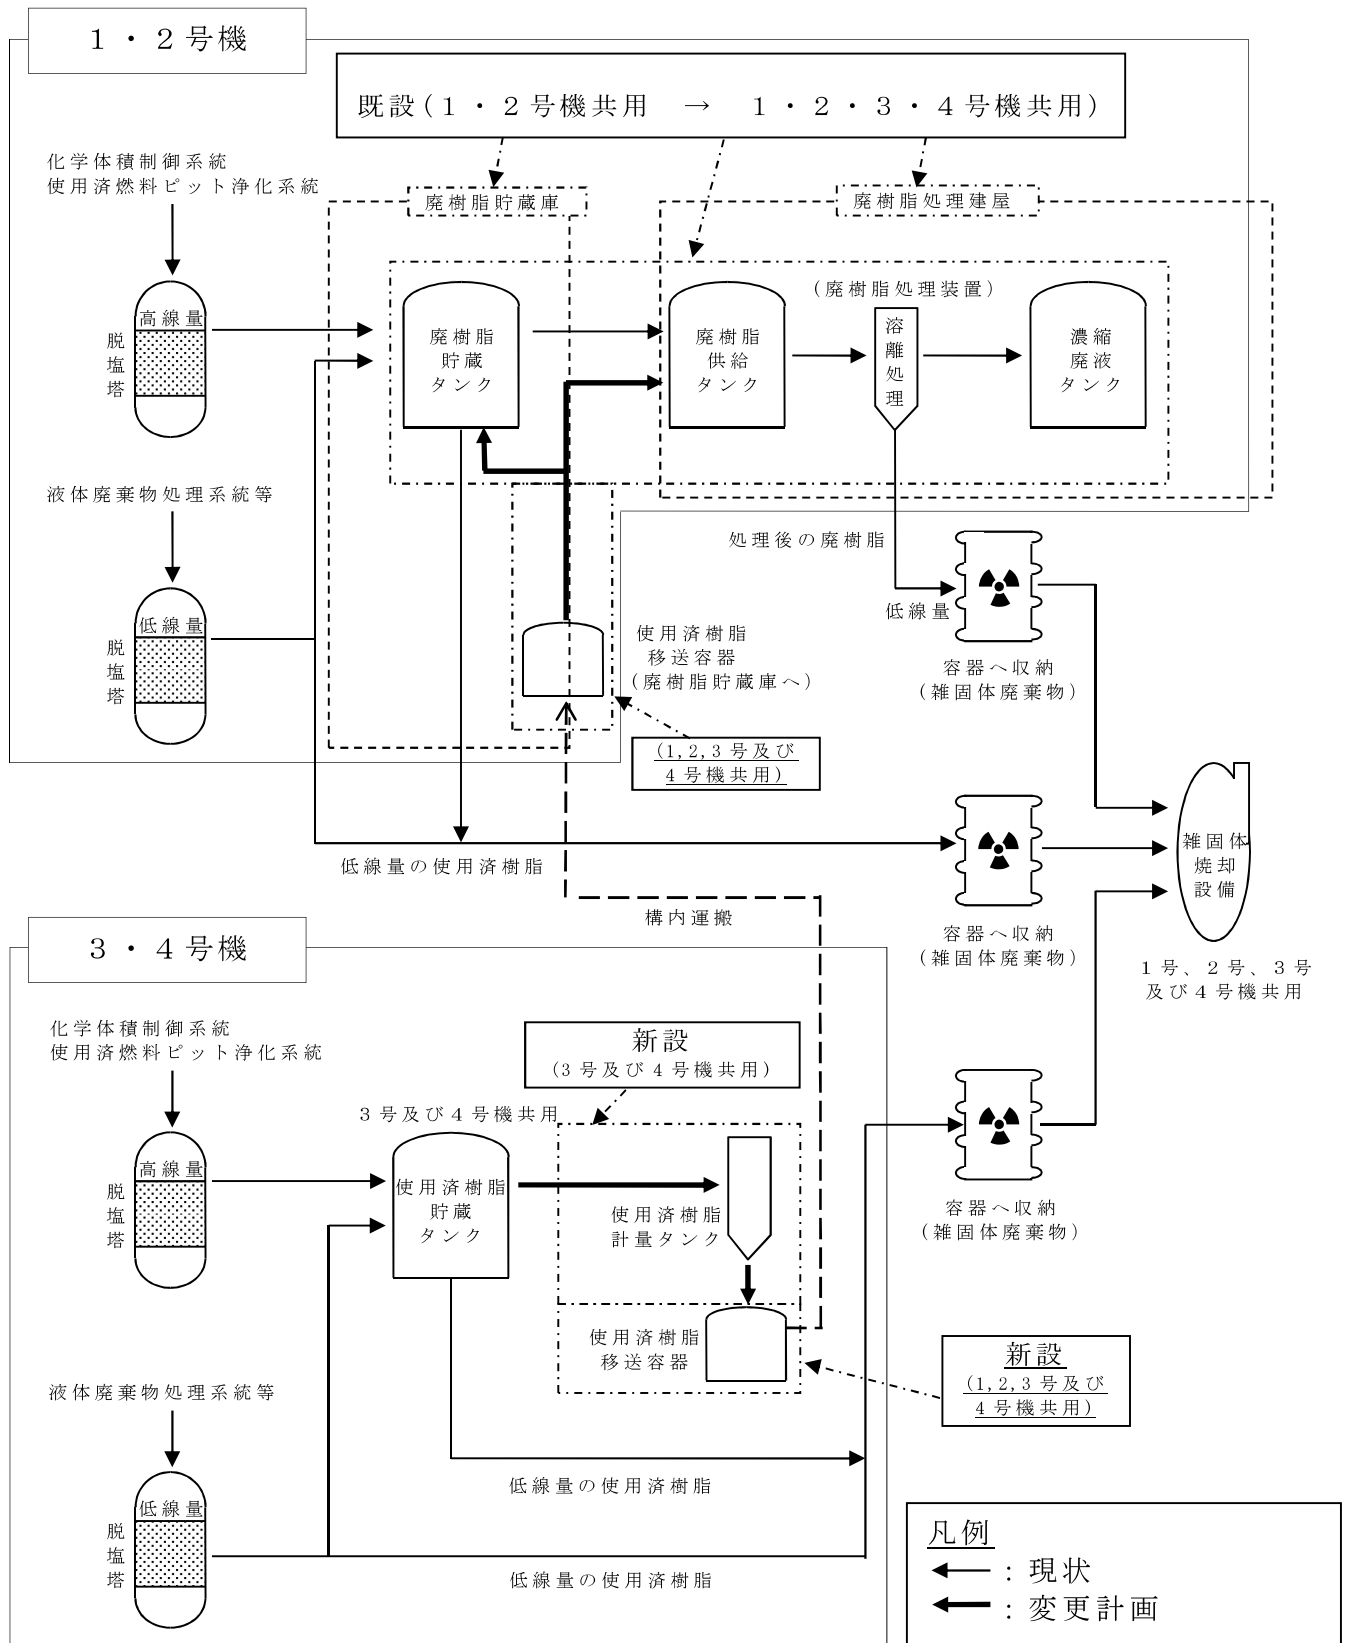 １・２号機
既設(１・２号機共用　→　１・２・３・４号機共用)
化学体積制御系統
使用済燃料ピット浄化系統
廃樹脂貯蔵庫
廃樹脂処理建屋
(廃樹脂処理装置)
高線量
脱
塩
塔
廃樹脂
貯蔵
タンク
廃樹脂
供給
タンク
溶
離
処
理
濃縮
廃液
タンク
液体廃棄物処理系統等
低線量
脱
塩
塔
処理後の廃樹脂
低線量
容器へ収納
(雑固体廃棄物)
使用済樹脂
移送容器
(廃樹脂貯蔵庫へ)
(1,2,3号及び
4号機共用)
低線量の使用済樹脂
容器へ収納
(雑固体廃棄物)
雑固体
焼却
設備
1号、2号、3号
及び4号機共用
構内運搬
３・４号機
化学体積制御系統
使用済燃料ピット浄化系統
新設
(3号及び4号機共用)
3号及び4号機共用
高線量
脱
塩
塔
使用済樹脂
貯蔵
タンク
使用済樹脂
計量タンク
容器へ収納
(雑固体廃棄物)
使用済樹脂
移送容器
新設
(1,2,3号及び
4号機共用)
液体廃棄物処理系統等
低線量の使用済樹脂
低線量
脱
塩
塔
低線量の使用済樹脂
凡例
：現状
：変更計画